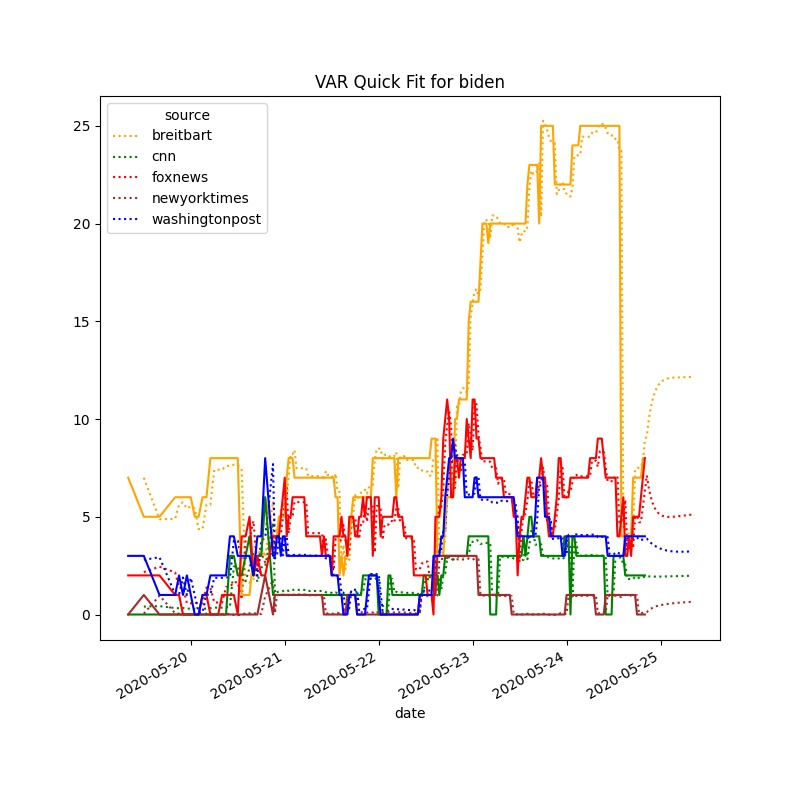 VAR Quick Fit for biden
source
breitbart
cnn
foxnews
newyorktimes
washingtonpost
25
20
15
10
5
0
2020-05-20
2020-05-21
2020-05-22
2020-05-23
2020-05-24
2020-05-25
date